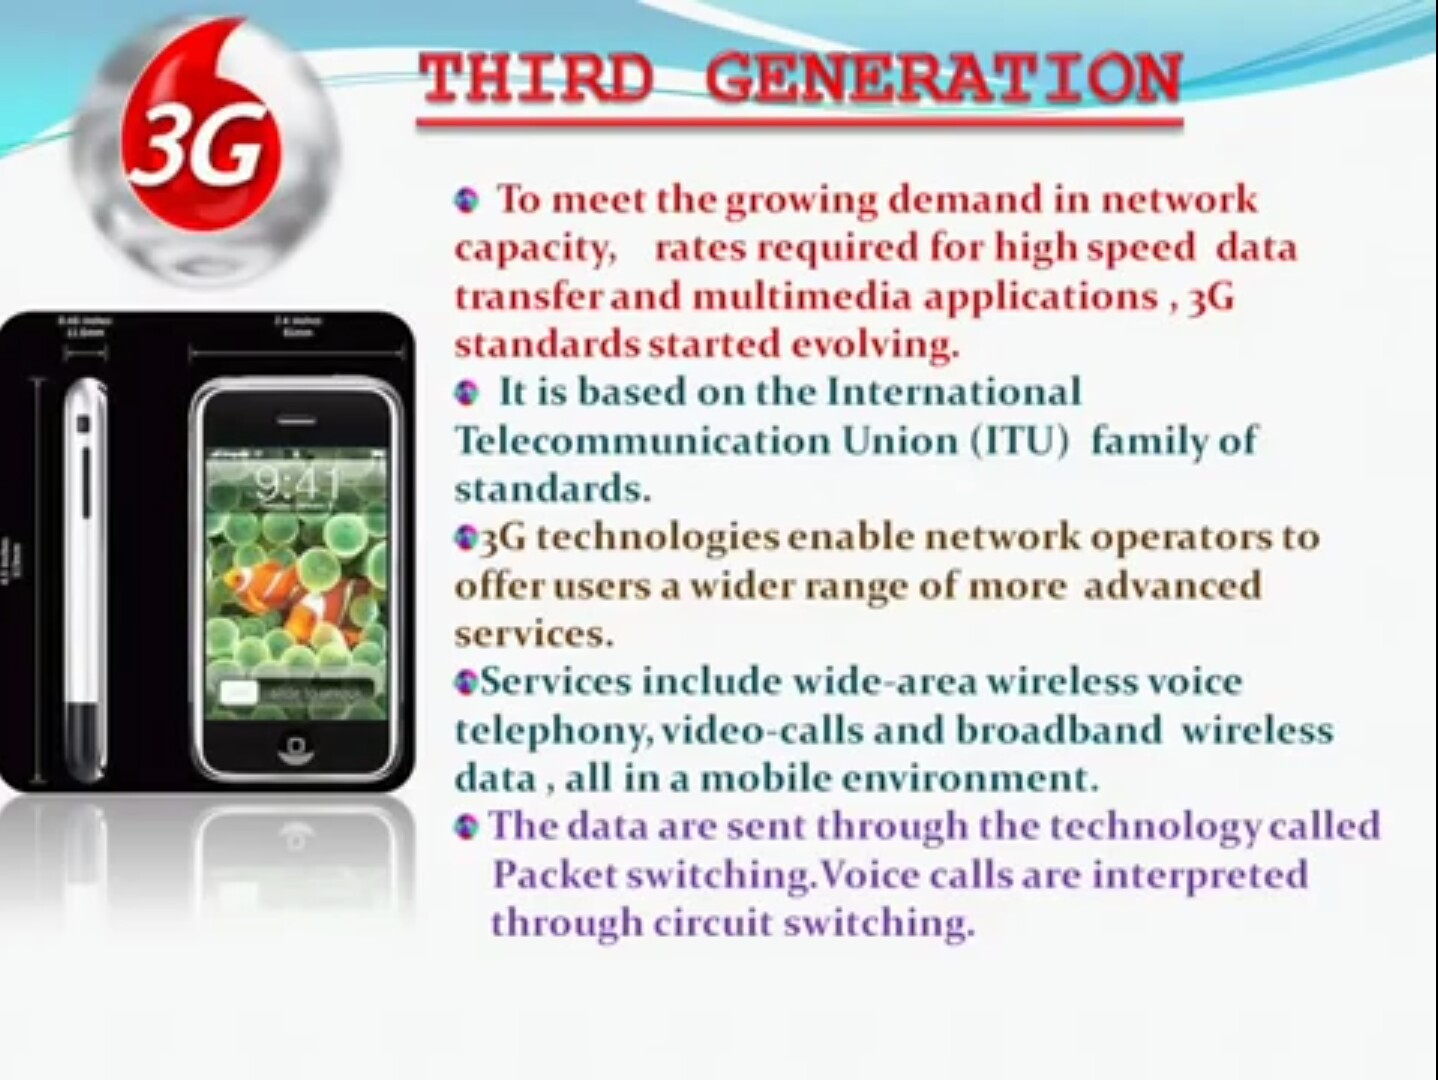 3G
THIRD GENERATION
To meet the growing demand in network
capacity, rates required for high speed data
transfer and multimedia applications , 3G
standards started evolving.
It is based on the International
Telecommunication Union (ITU) family of
standards.
3G technologies enable network operators to
offer users a wider range of more advanced
services.
Services include wide-area wireless voice
telephony, video-calls and broadband wireless
data , all in a mobile environment.
The data are sent through the technology called
Packet switching.Voice calls are interpreted
through circuit switching.
9:41